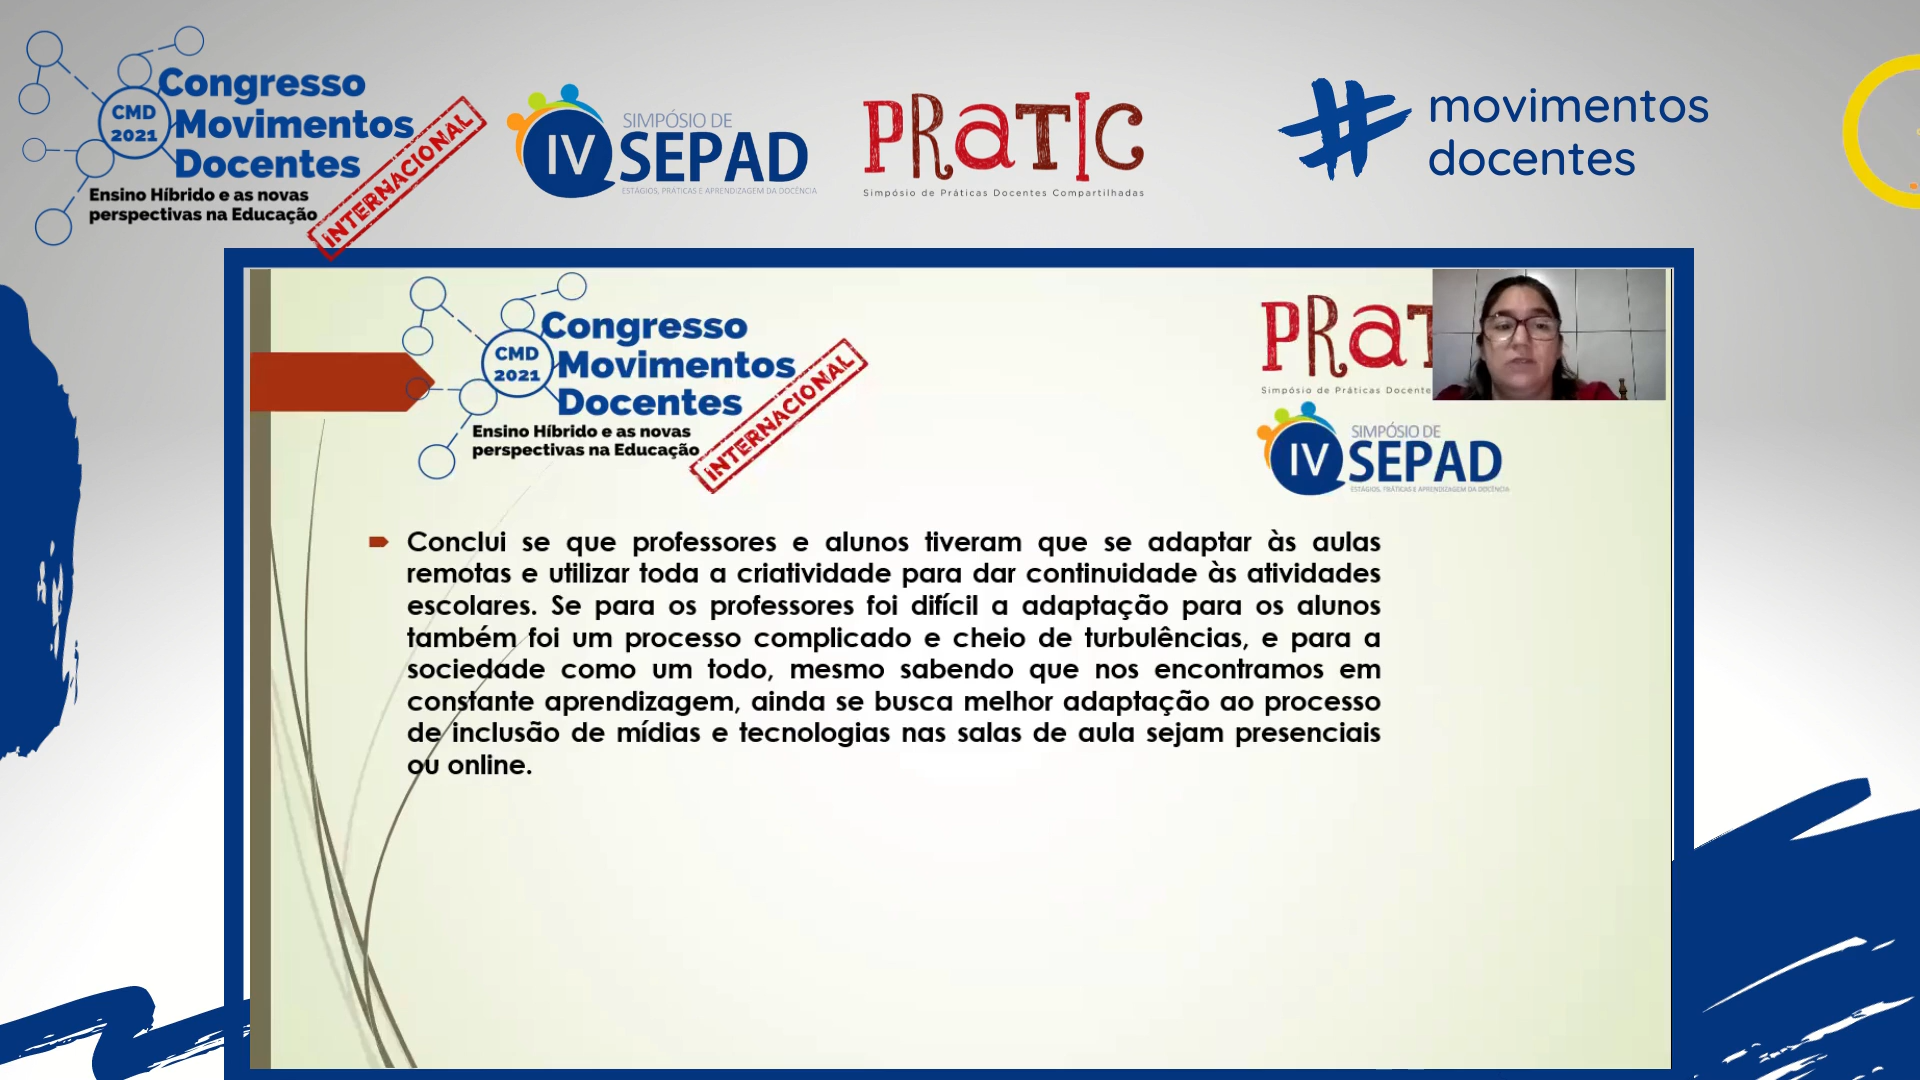 Congresso
CMD
2021
Movimentos
Docentes
Ensino Híbrido e as novas
perspectivas na Educação
INTERNACIONAL
IV
SIMPÓSIO DE
SEPAD
ESTÁGIOS, PRÁTICAS E APRENDIZAGEM DA DOCÊNCIA
PRATIC
Simpósio de Práticas Docentes Compartilhadas
# movimentos
docentes
Congresso
CMD
2021
Movimentos
Docentes
Ensino Híbrido e as novas
perspectivas na Educação
INTERNACIONAL
PRAT
Simpósio de Práticas Docente
IV
SIMPÓSIO DE
SEPAD
ESTÁGIOS, PRÁTICAS E APRENDIZAGEM DA DOCÊNCIA
Conclui se que professores e alunos tiveram que se adaptar às aulas
remotas e utilizar toda a criatividade para dar continuidade às atividades
escolares. Se para os professores foi difícil a adaptação para os alunos
também foi um processo complicado e cheio de turbulências, e para a
sociedade como um todo, mesmo sabendo que nos encontramos em
constante aprendizagem, ainda se busca melhor adaptação ao processo
de inclusão de mídias e tecnologias nas salas de aula sejam presenciais
ou online.